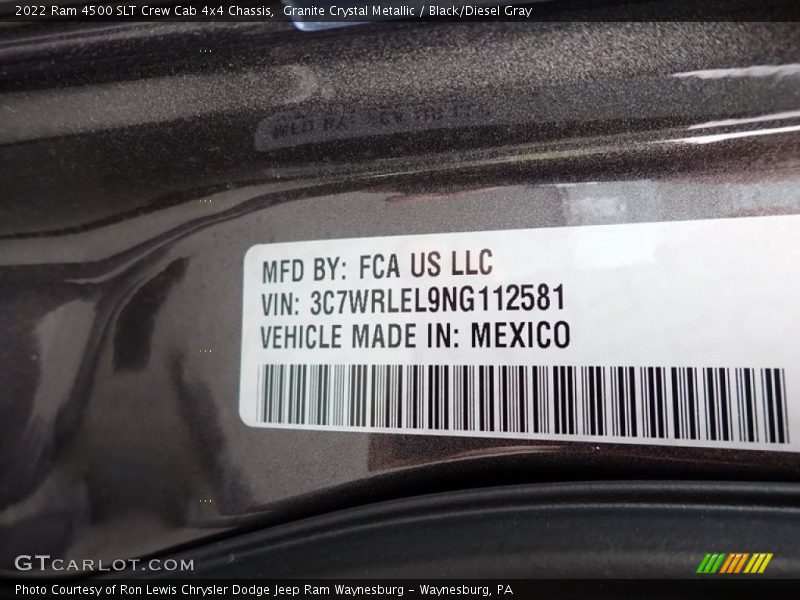 2022 Ram 4500 SLT Crew Cab 4x4 Chassis,  Granite Crystal Metallic / Black/Diesel Gray
MFD BY: FCA US LLC
VIN: 3C7WRLEL9NG112581
VEHICLE MADE IN: MEXICO
GTCARLOT.COM
Photo Courtesy of Ron Lewis Chrysler Dodge Jeep Ram Waynesburg - Waynesburg, PA